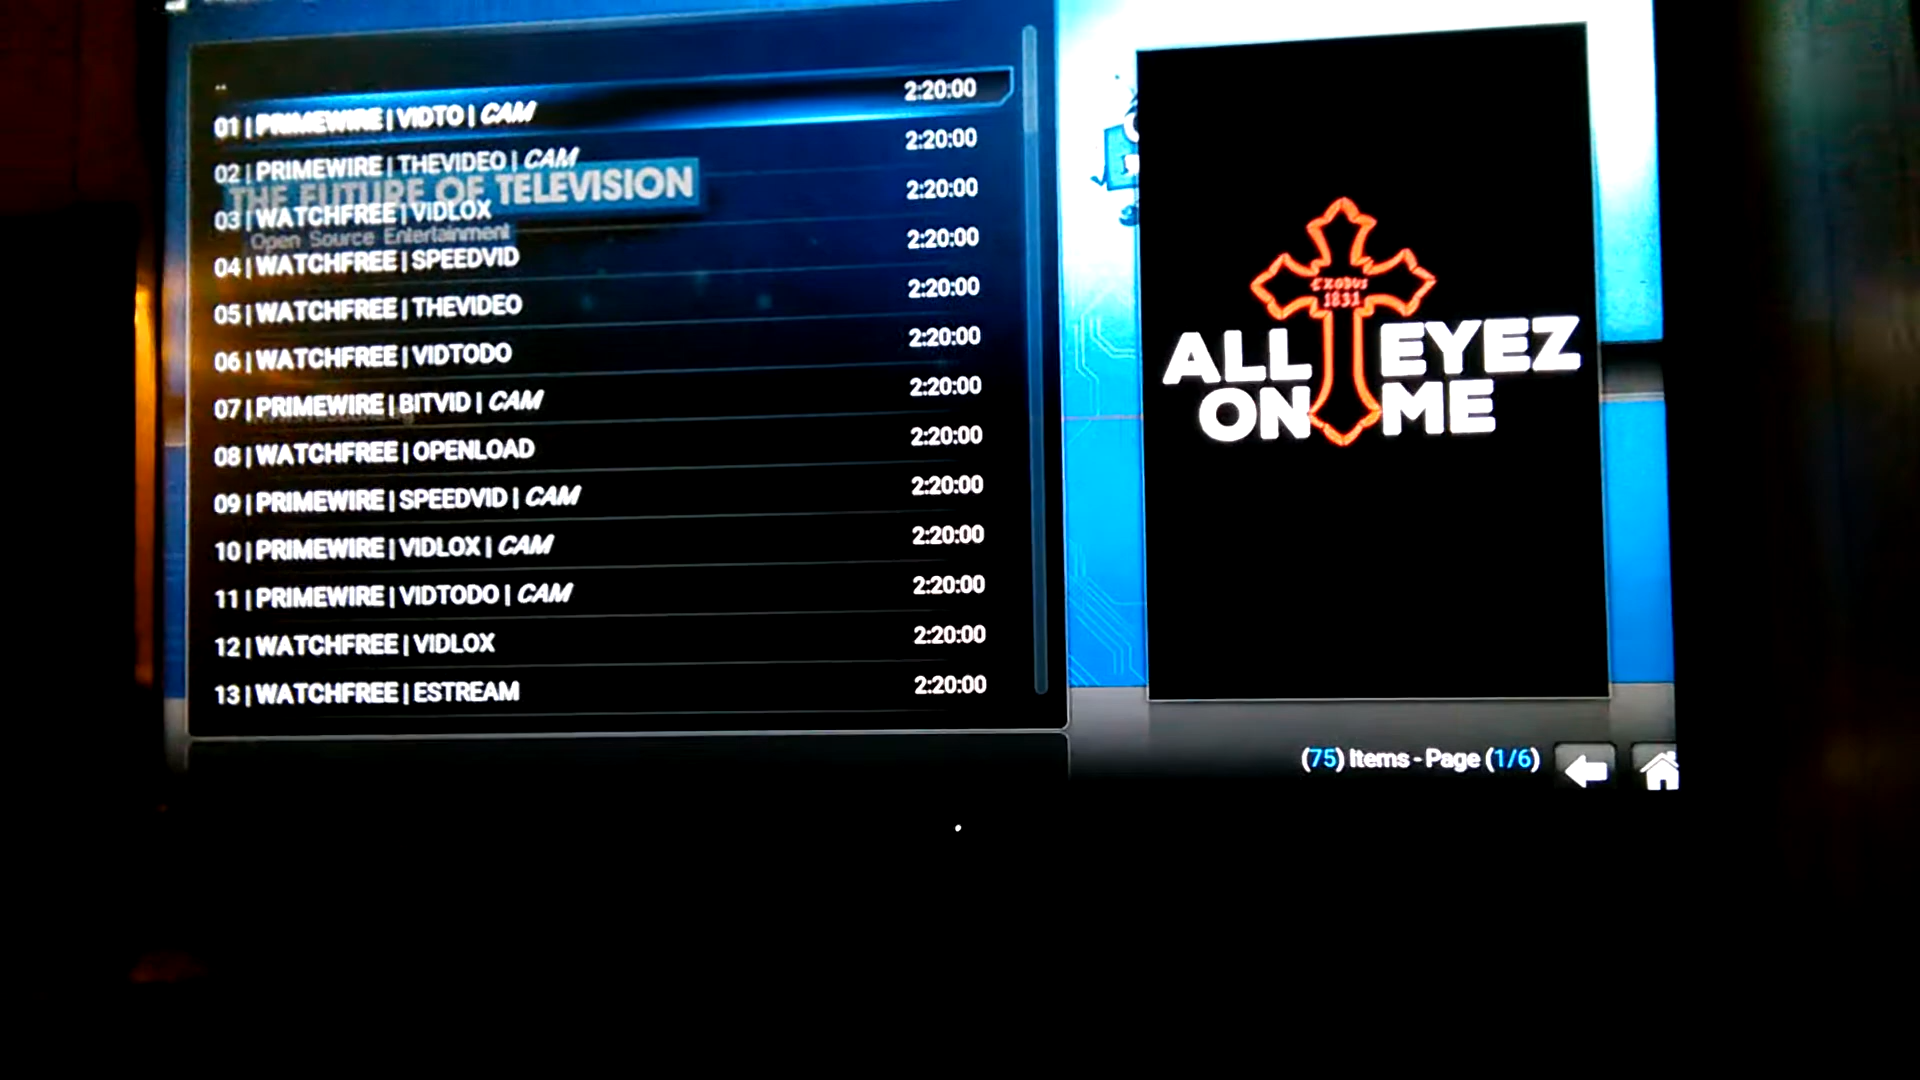 ..
01 | PRIMEWIRE | VIDTO | CAM 2:20:00
02 | PRIMEWIRE | THEVIDEO | CAM 2:20:00
THE FUTURE OF TELEVISION
03 | WATCHFREE | VIDLOX 2:20:00
Open Source Entertainment
04 | WATCHFREE | SPEEDVID 2:20:00
05 | WATCHFREE | THEVIDEO 2:20:00
06 | WATCHFREE | VIDTODO 2:20:00
07 | PRIMEWIRE | BITVID | CAM 2:20:00
08 | WATCHFREE | OPENLOAD 2:20:00
09 | PRIMEWIRE | SPEEDVID | CAM 2:20:00
10 | PRIMEWIRE | VIDLOX | CAM 2:20:00
11 | PRIMEWIRE | VIDTODO | CAM 2:20:00
12 | WATCHFREE | VIDLOX 2:20:00
13 | WATCHFREE | ESTREAM 2:20:00
EXODUS
1831
ALL EYEZ
ON ME
(75) Items - Page (1/6)